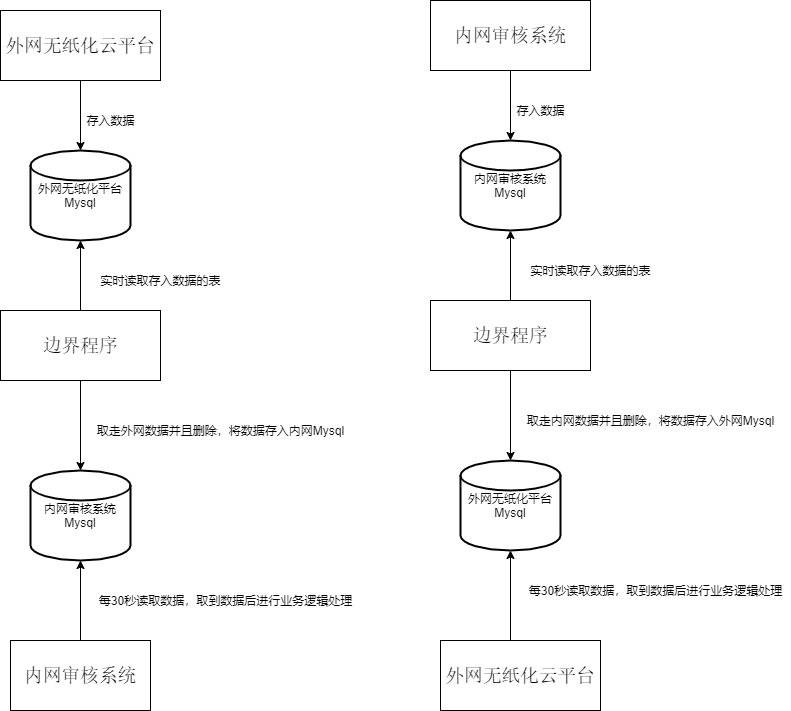 外网无纸化云平台
存入数据
外网无纸化平台
Mysql
实时读取存入数据的表
边界程序
取走外网数据并且删除，将数据存入内网Mysql
内网审核系统
Mysql
每30秒读取数据，取到数据后进行业务逻辑处理
内网审核系统
内网审核系统
存入数据
内网审核系统
Mysql
实时读取存入数据的表
边界程序
取走内网数据并且删除，将数据存入外网Mysql
外网无纸化平台
Mysql
每30秒读取数据，取到数据后进行业务逻辑处理
外网无纸化云平台